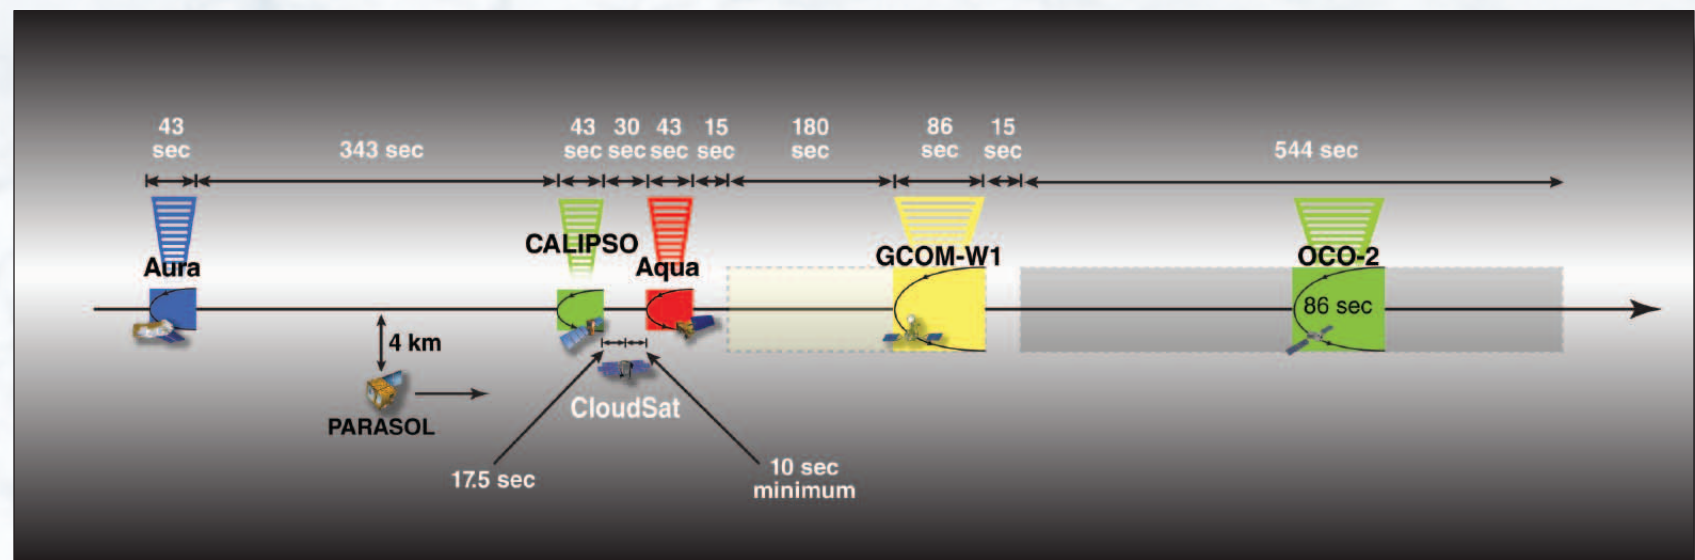 43
sec
343 sec
43
sec
30
sec
43
sec
15
sec
180
sec
86
sec
15
sec
544 sec
Aura
CALIPSO
Aqua
GCOM-W1
OCO-2
86 sec
4 km
PARASOL
CloudSat
17.5 sec
10 sec
minimum